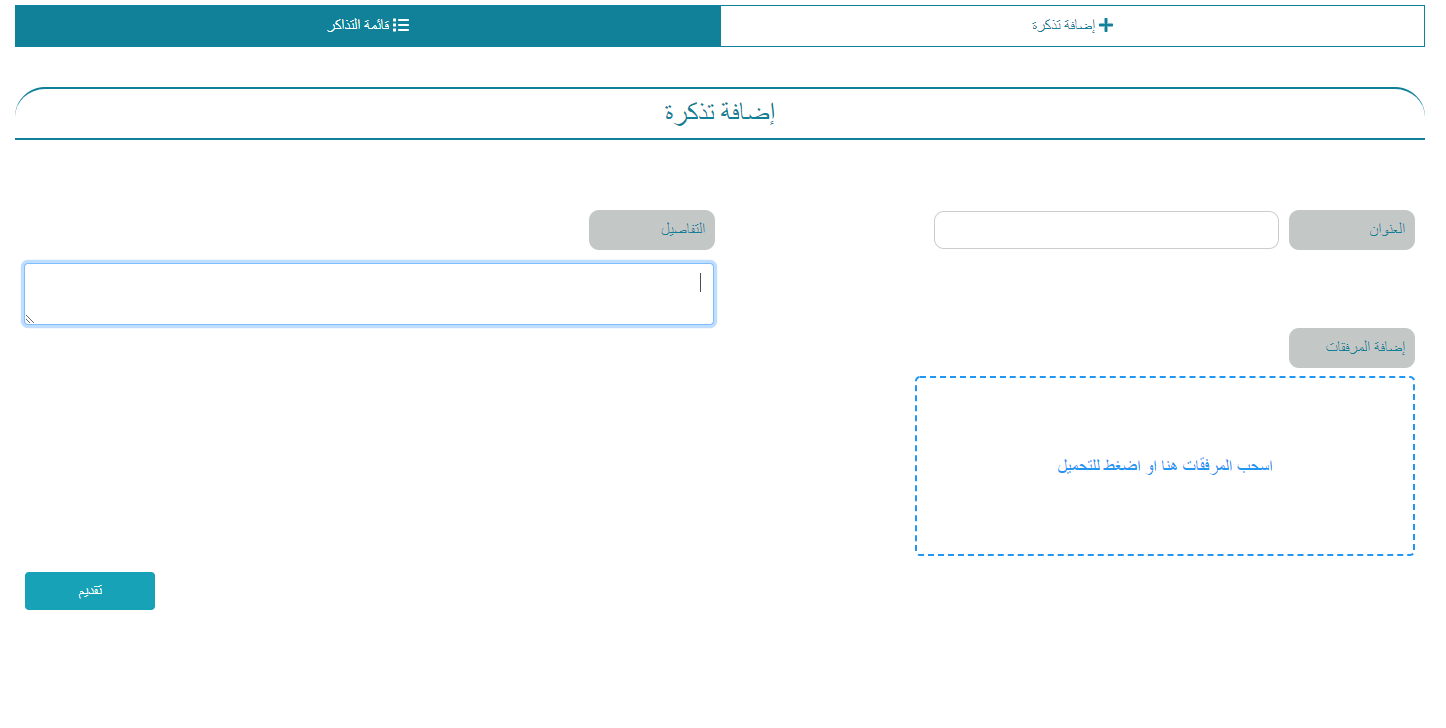 إضافة تذكرة
قائمة التذاكر
إضافة تذكرة
العنوان
التفاصيل
إضافة المرفقات
اسحب المرفقات هنا او اضغط للتحميل
تقديم